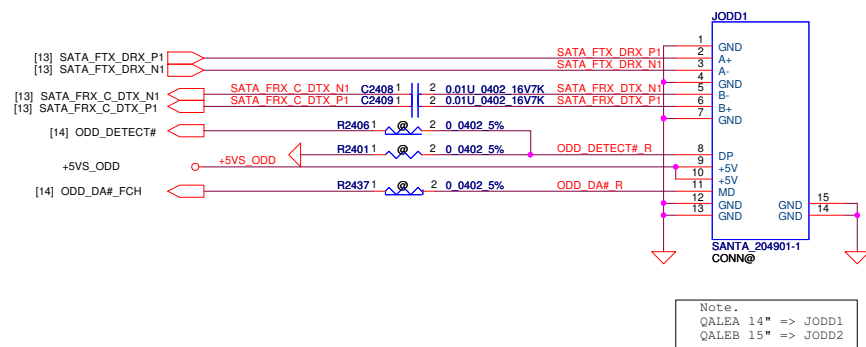 JODD1
1 GND
[13] SATA_FTX_DRX_P1 SATA_FTX_DRX_P1 2 A+
[13] SATA_FTX_DRX_N1 SATA_FTX_DRX_N1 3 A-
4 GND
[13] SATA_FRX_C_DTX_N1 SATA_FRX_C_DTX_N1 C2408 1 2 0.01U_0402_16V7K SATA_FRX_DTX_N1 5 B-
[13] SATA_FRX_C_DTX_P1 SATA_FRX_C_DTX_P1 C2409 1 2 0.01U_0402_16V7K SATA_FRX_DTX_P1 6 B+
7 GND
[14] ODD_DETECT# R2406 1 @ 2 0_0402_5%
R2401 1 @ 2 0_0402_5% ODD_DETECT#_R 8 DP
+5VS_ODD +5VS_ODD 9 +5V
10 +5V
[14] ODD_DA#_FCH R2437 1 @ 2 0_0402_5% ODD_DA#_R 11 MD
12 GND GND 15
13 GND GND 14
SANTA_204901-1
CONN@
Note.
QALEA 14" => JODD1
QALEB 15" => JODD2